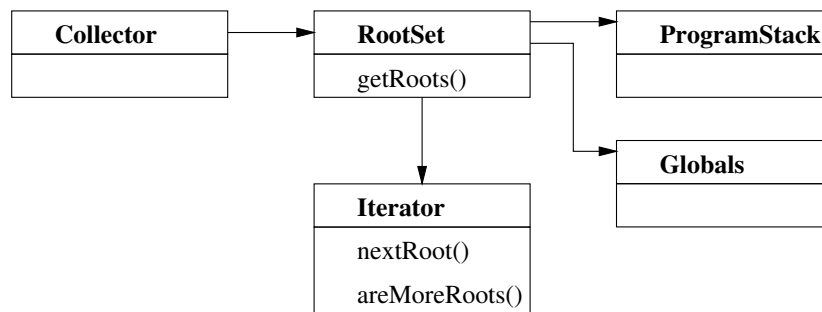 Collector
RootSet
ProgramStack
getRoots()
Globals
Iterator
nextRoot()
areMoreRoots()